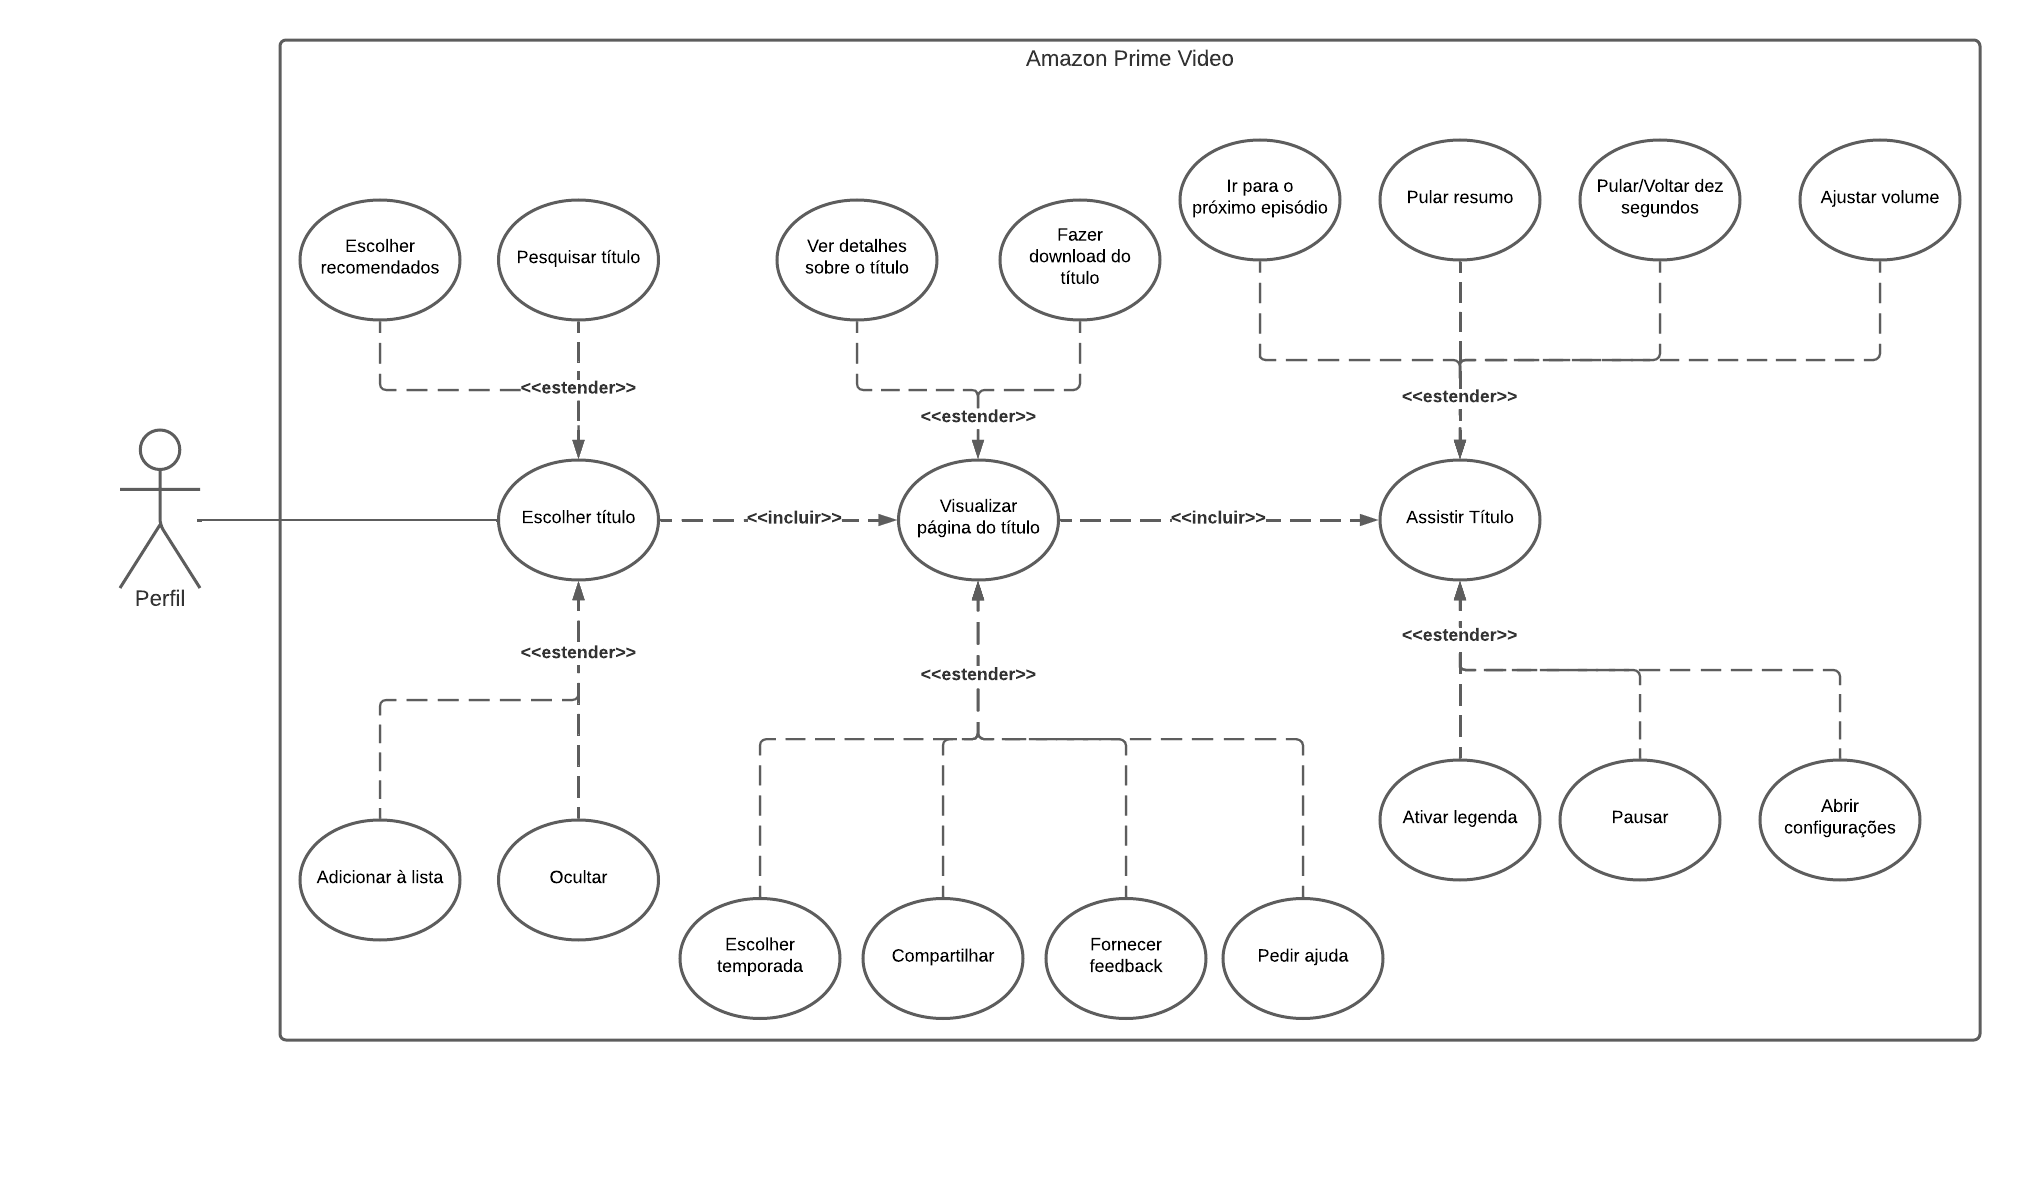 Amazon Prime Video
Ir para o
próximo episódio
Pular resumo
Pular/Voltar dez
segundos
Ajustar volume
Escolher
recomendados
Pesquisar título
Ver detalhes
sobre o título
Fazer
download do
título
<<estender>>
<<estender>>
<<estender>>
Perfil
Escolher título
<<incluir>>
Visualizar
página do título
<<incluir>>
Assistir Título
<<estender>>
<<estender>>
<<estender>>
Adicionar à lista
Ocultar
Ativar legenda
Pausar
Abrir
configurações
Escolher
temporada
Compartilhar
Fornecer
feedback
Pedir ajuda